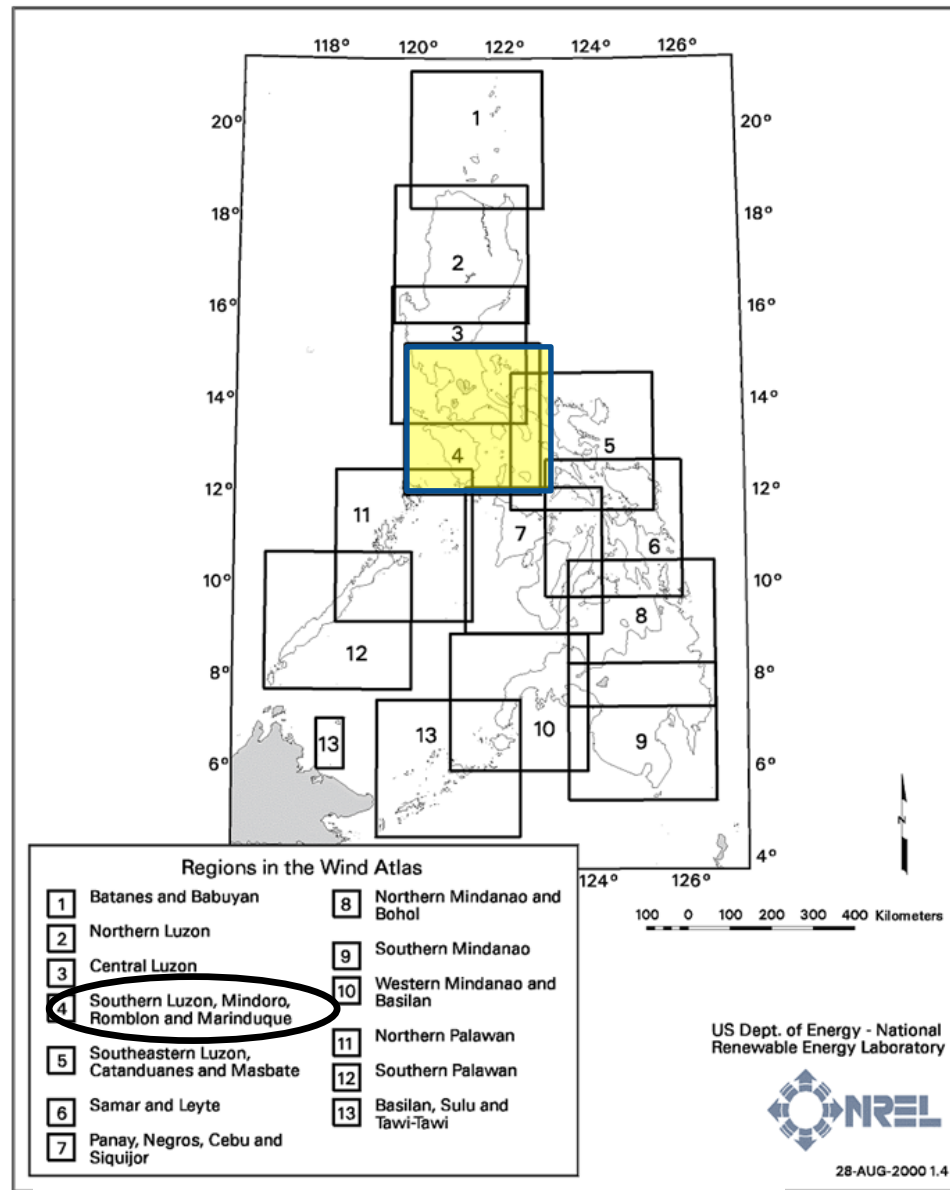 118° 120° 122° 124° 126°
1
20° 20°
18° 18°
2
16° 16°
3
14° 14°
5
4
12° 12°
11
7
6
10° 10°
8
12
8° 8°
10
13 13
9
6° 6°
N
4°
124° 126°
Regions in the Wind Atlas
1 Batanes and Babuyan
2 Northern Luzon
3 Central Luzon
4 Southern Luzon, Mindoro,
Romblon and Marinduque
5 Southeastern Luzon,
Catanduanes and Masbate
6 Samar and Leyte
7 Panay, Negros, Cebu and
Siquijor
8 Northern Mindanao and
Bohol
9 Southern Mindanao
10 Western Mindanao and
Basilan
11 Northern Palawan
12 Southern Palawan
13 Basilan, Sulu and
Tawi-Tawi
100 0 100 200 300 400 Kilometers
US Dept. of Energy - National
Renewable Energy Laboratory
NREL
28-AUG-2000 1.4